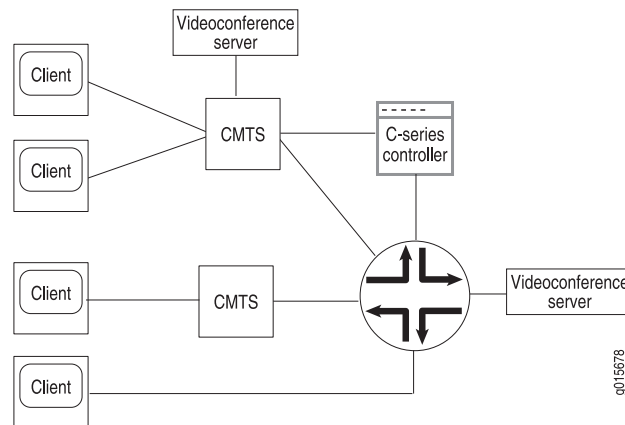 Videoconference
server
Client
CMTS
C-series
controller
Client
Client
CMTS
Videoconference
server
Client
g015678